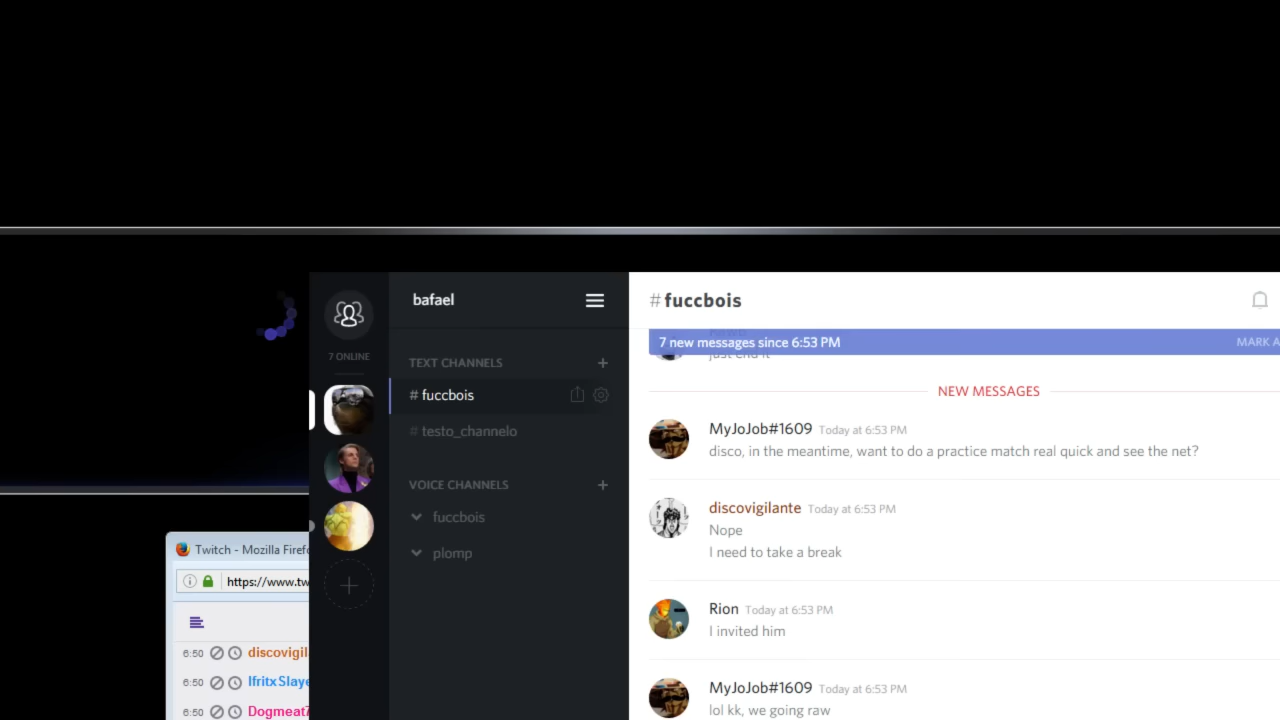 bafael
7 ONLINE
TEXT CHANNELS
# fuccbois
# testo_channelo
VOICE CHANNELS
fuccbois
plomp
# fuccbois
7 new messages since 6:53 PM
MARK A
just end it
NEW MESSAGES
MyJoJob#1609 Today at 6:53 PM
disco, in the meantime, want to do a practice match real quick and see the net?
discovigilante Today at 6:53 PM
Nope
I need to take a break
Rion Today at 6:53 PM
I invited him
MyJoJob#1609 Today at 6:53 PM
lol kk, we going raw
Twitch - Mozilla Firef
https://www.tw
6:50 discovigil
6:50 IfritxSlaye
6:50 Dogmeat7